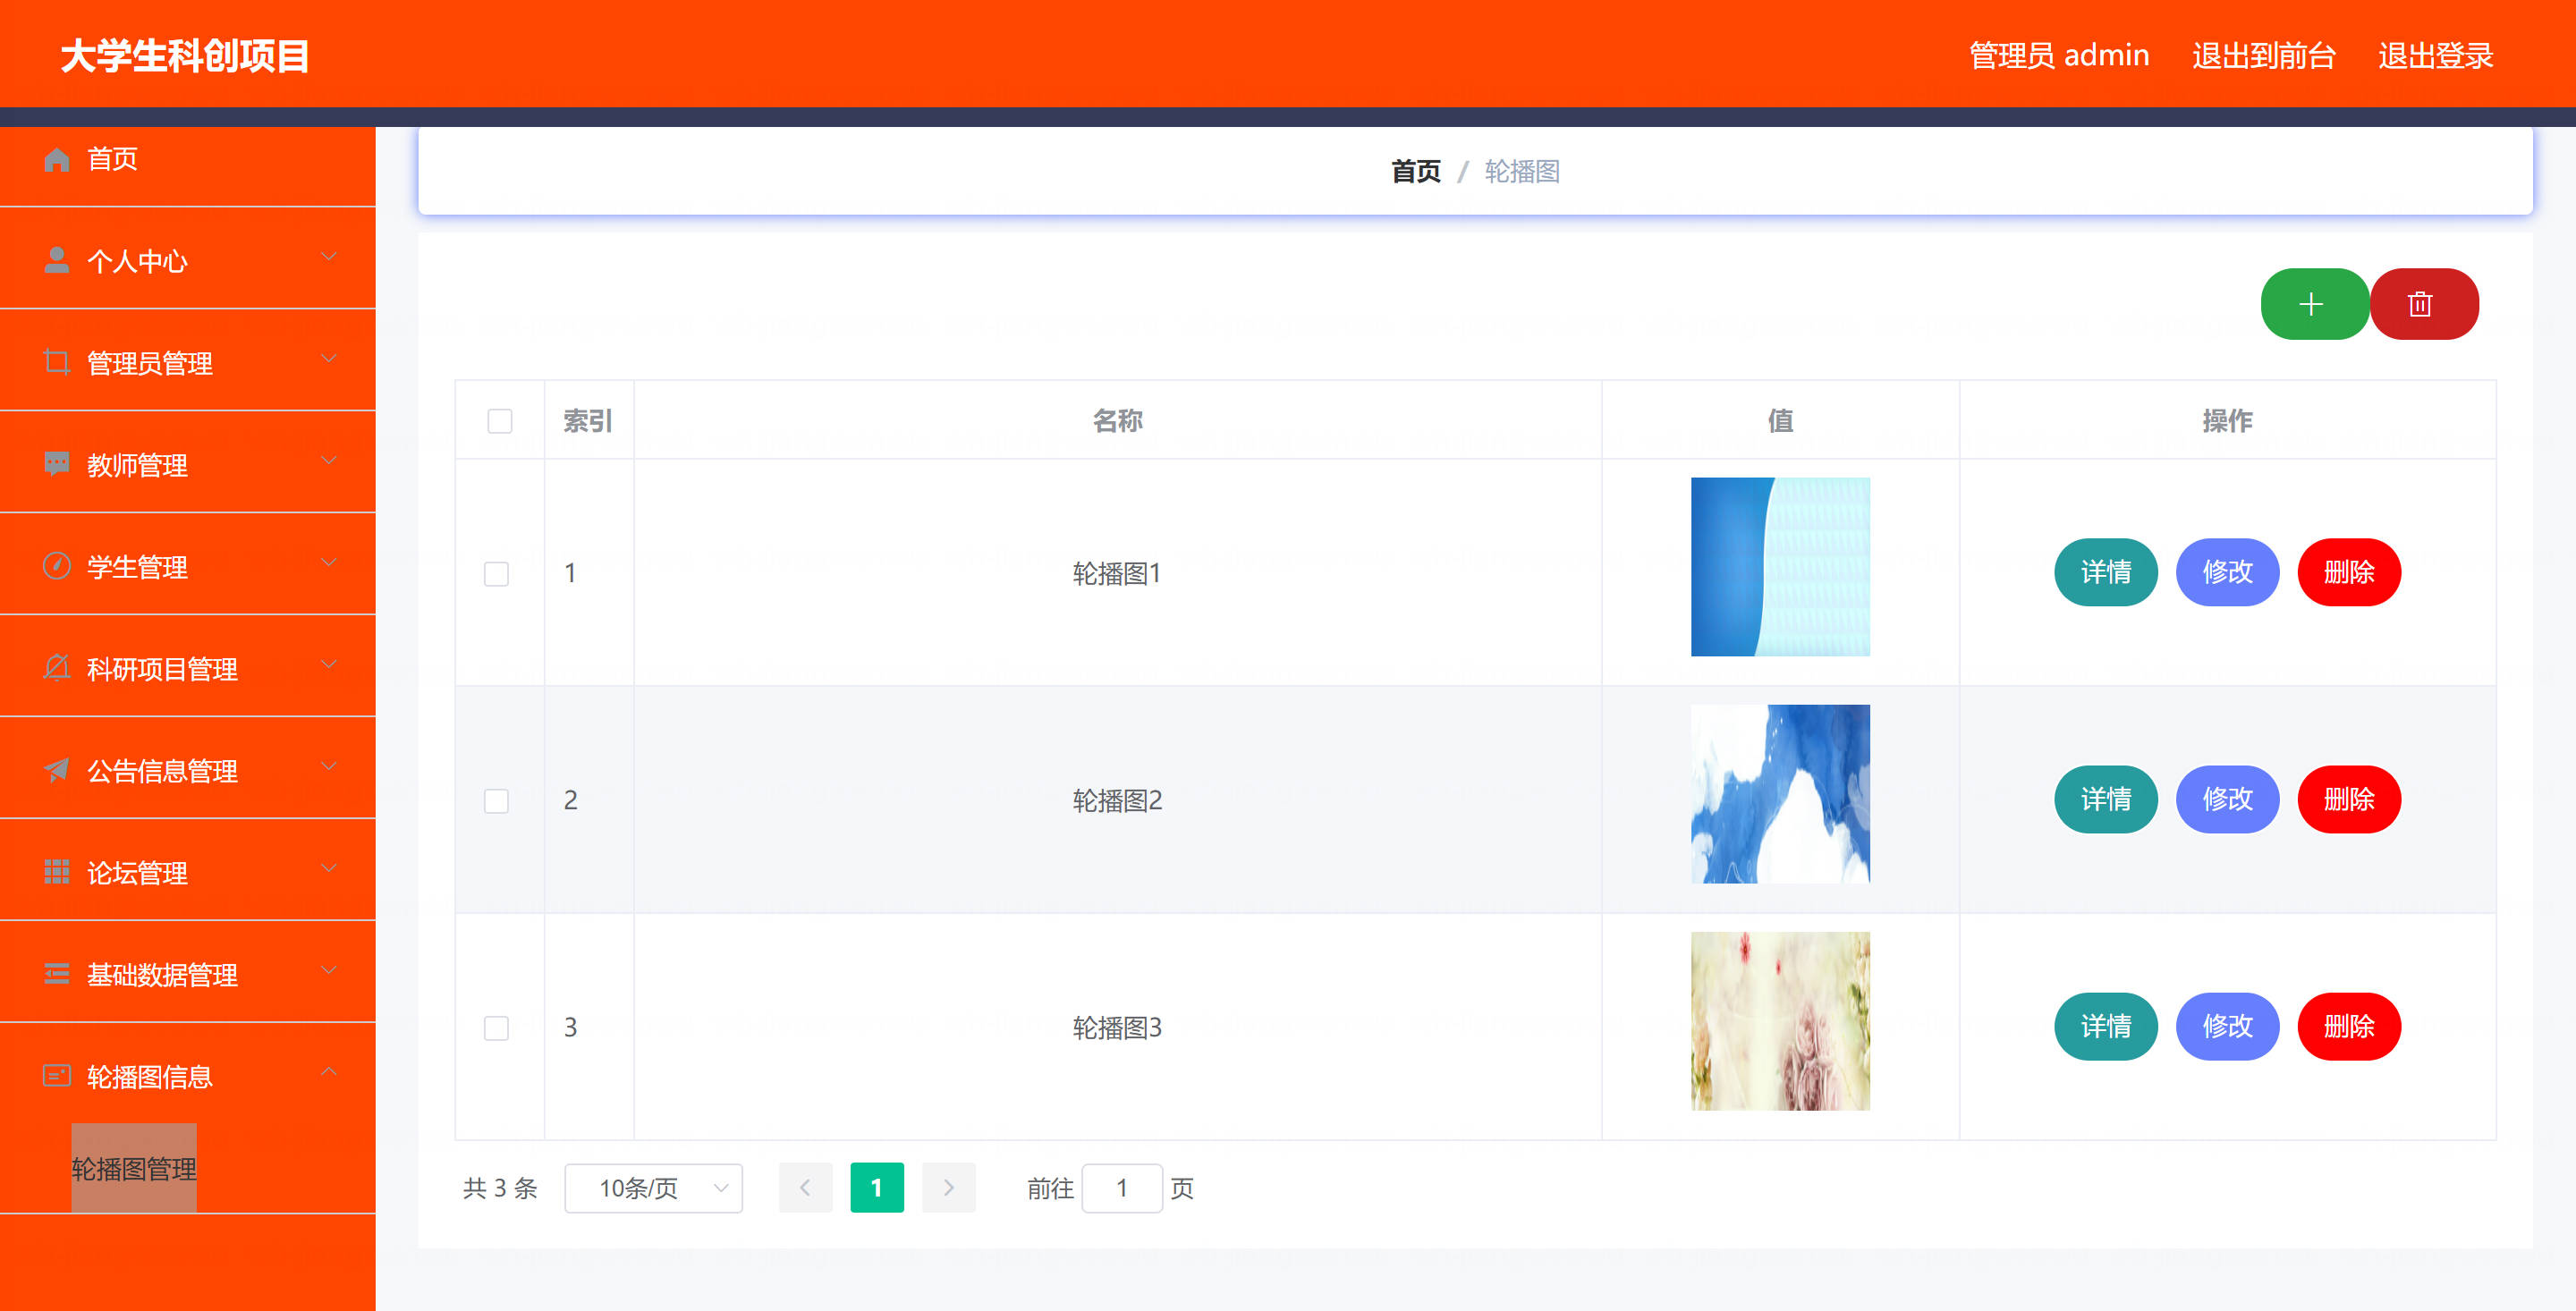 大学生科创项目
管理员 admin 退出到前台 退出登录
首页
个人中心
管理员管理
教师管理
学生管理
科研项目管理
公告信息管理
论坛管理
基础数据管理
轮播图信息
轮播图管理
首页 / 轮播图
索引 名称 值 操作
1 轮播图1 详情 修改 删除
2 轮播图2 详情 修改 删除
3 轮播图3 详情 修改 删除
共 3 条 10条/页 1 前往 1 页